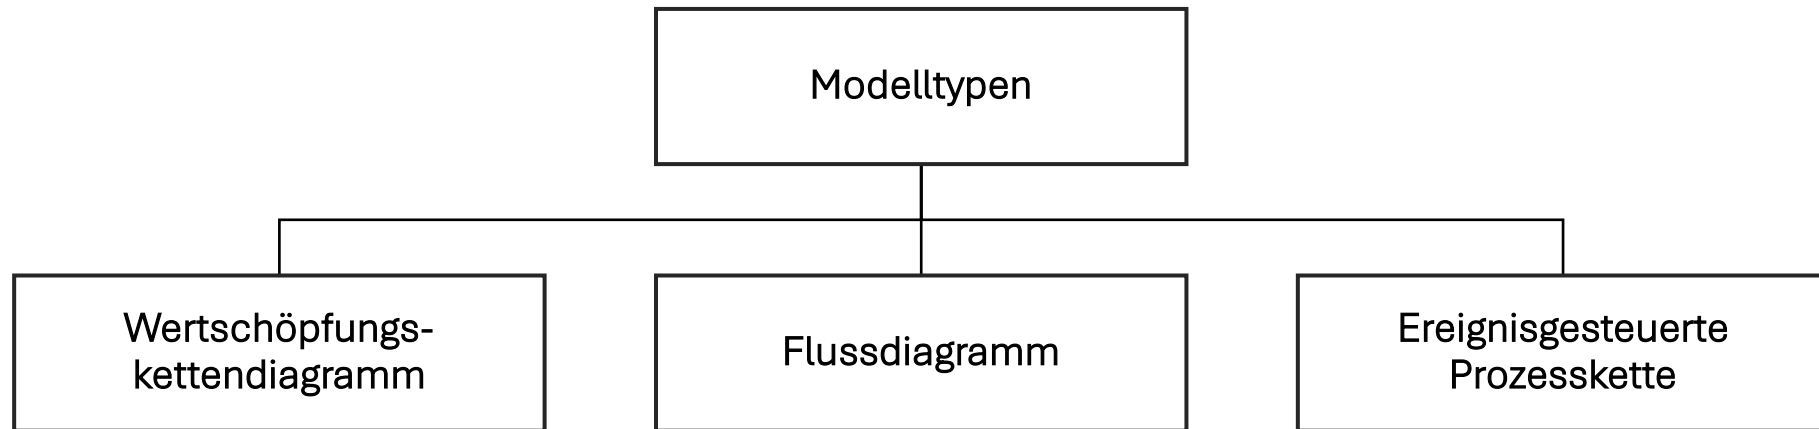 Modelltypen
Wertschöpfungs-
kettendiagramm
Flussdiagramm
Ereignisgesteuerte
Prozesskette